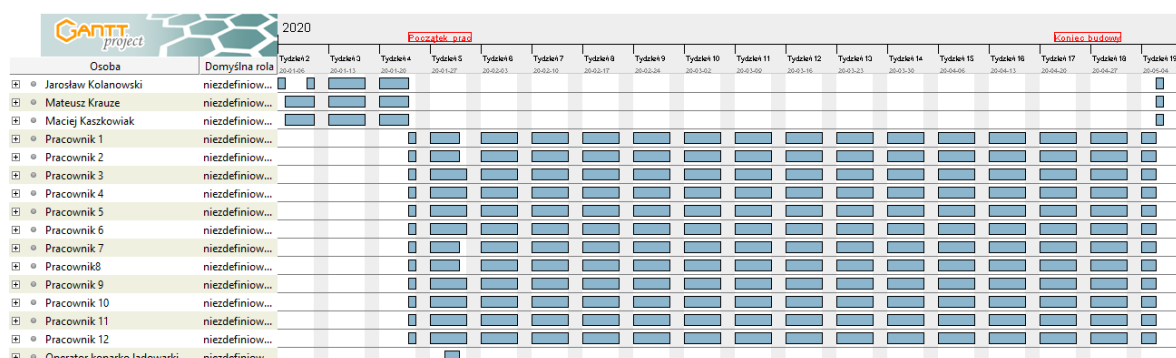 GANTT
project
2020
Początek prac
Koniec budowy
Tydzień 2 Tydzień 3 Tydzień 4 Tydzień 5 Tydzień 6 Tydzień 7 Tydzień 8 Tydzień 9 Tydzień 10 Tydzień 11 Tydzień 12 Tydzień 13 Tydzień 14 Tydzień 15 Tydzień 16 Tydzień 17 Tydzień 18 Tydzień 19
Osoba Domyślna rola
20-01-06 20-01-13 20-01-20 20-01-27 20-02-03 20-02-10 20-02-17 20-02-24 20-03-02 20-03-09 20-03-16 20-03-23 20-03-30 20-04-06 20-04-13 20-04-20 20-04-27 20-05-04
Jarosław Kolanowski niezdefiniow...
Mateusz Krauze niezdefiniow...
Maciej Kaszkowiak niezdefiniow...
Pracownik 1 niezdefiniow...
Pracownik 2 niezdefiniow...
Pracownik 3 niezdefiniow...
Pracownik 4 niezdefiniow...
Pracownik 5 niezdefiniow...
Pracownik 6 niezdefiniow...
Pracownik 7 niezdefiniow...
Pracownik8 niezdefiniow...
Pracownik 9 niezdefiniow...
Pracownik 10 niezdefiniow...
Pracownik 11 niezdefiniow...
Pracownik 12 niezdefiniow...
Operator koparko ładowarki niezdefiniow...